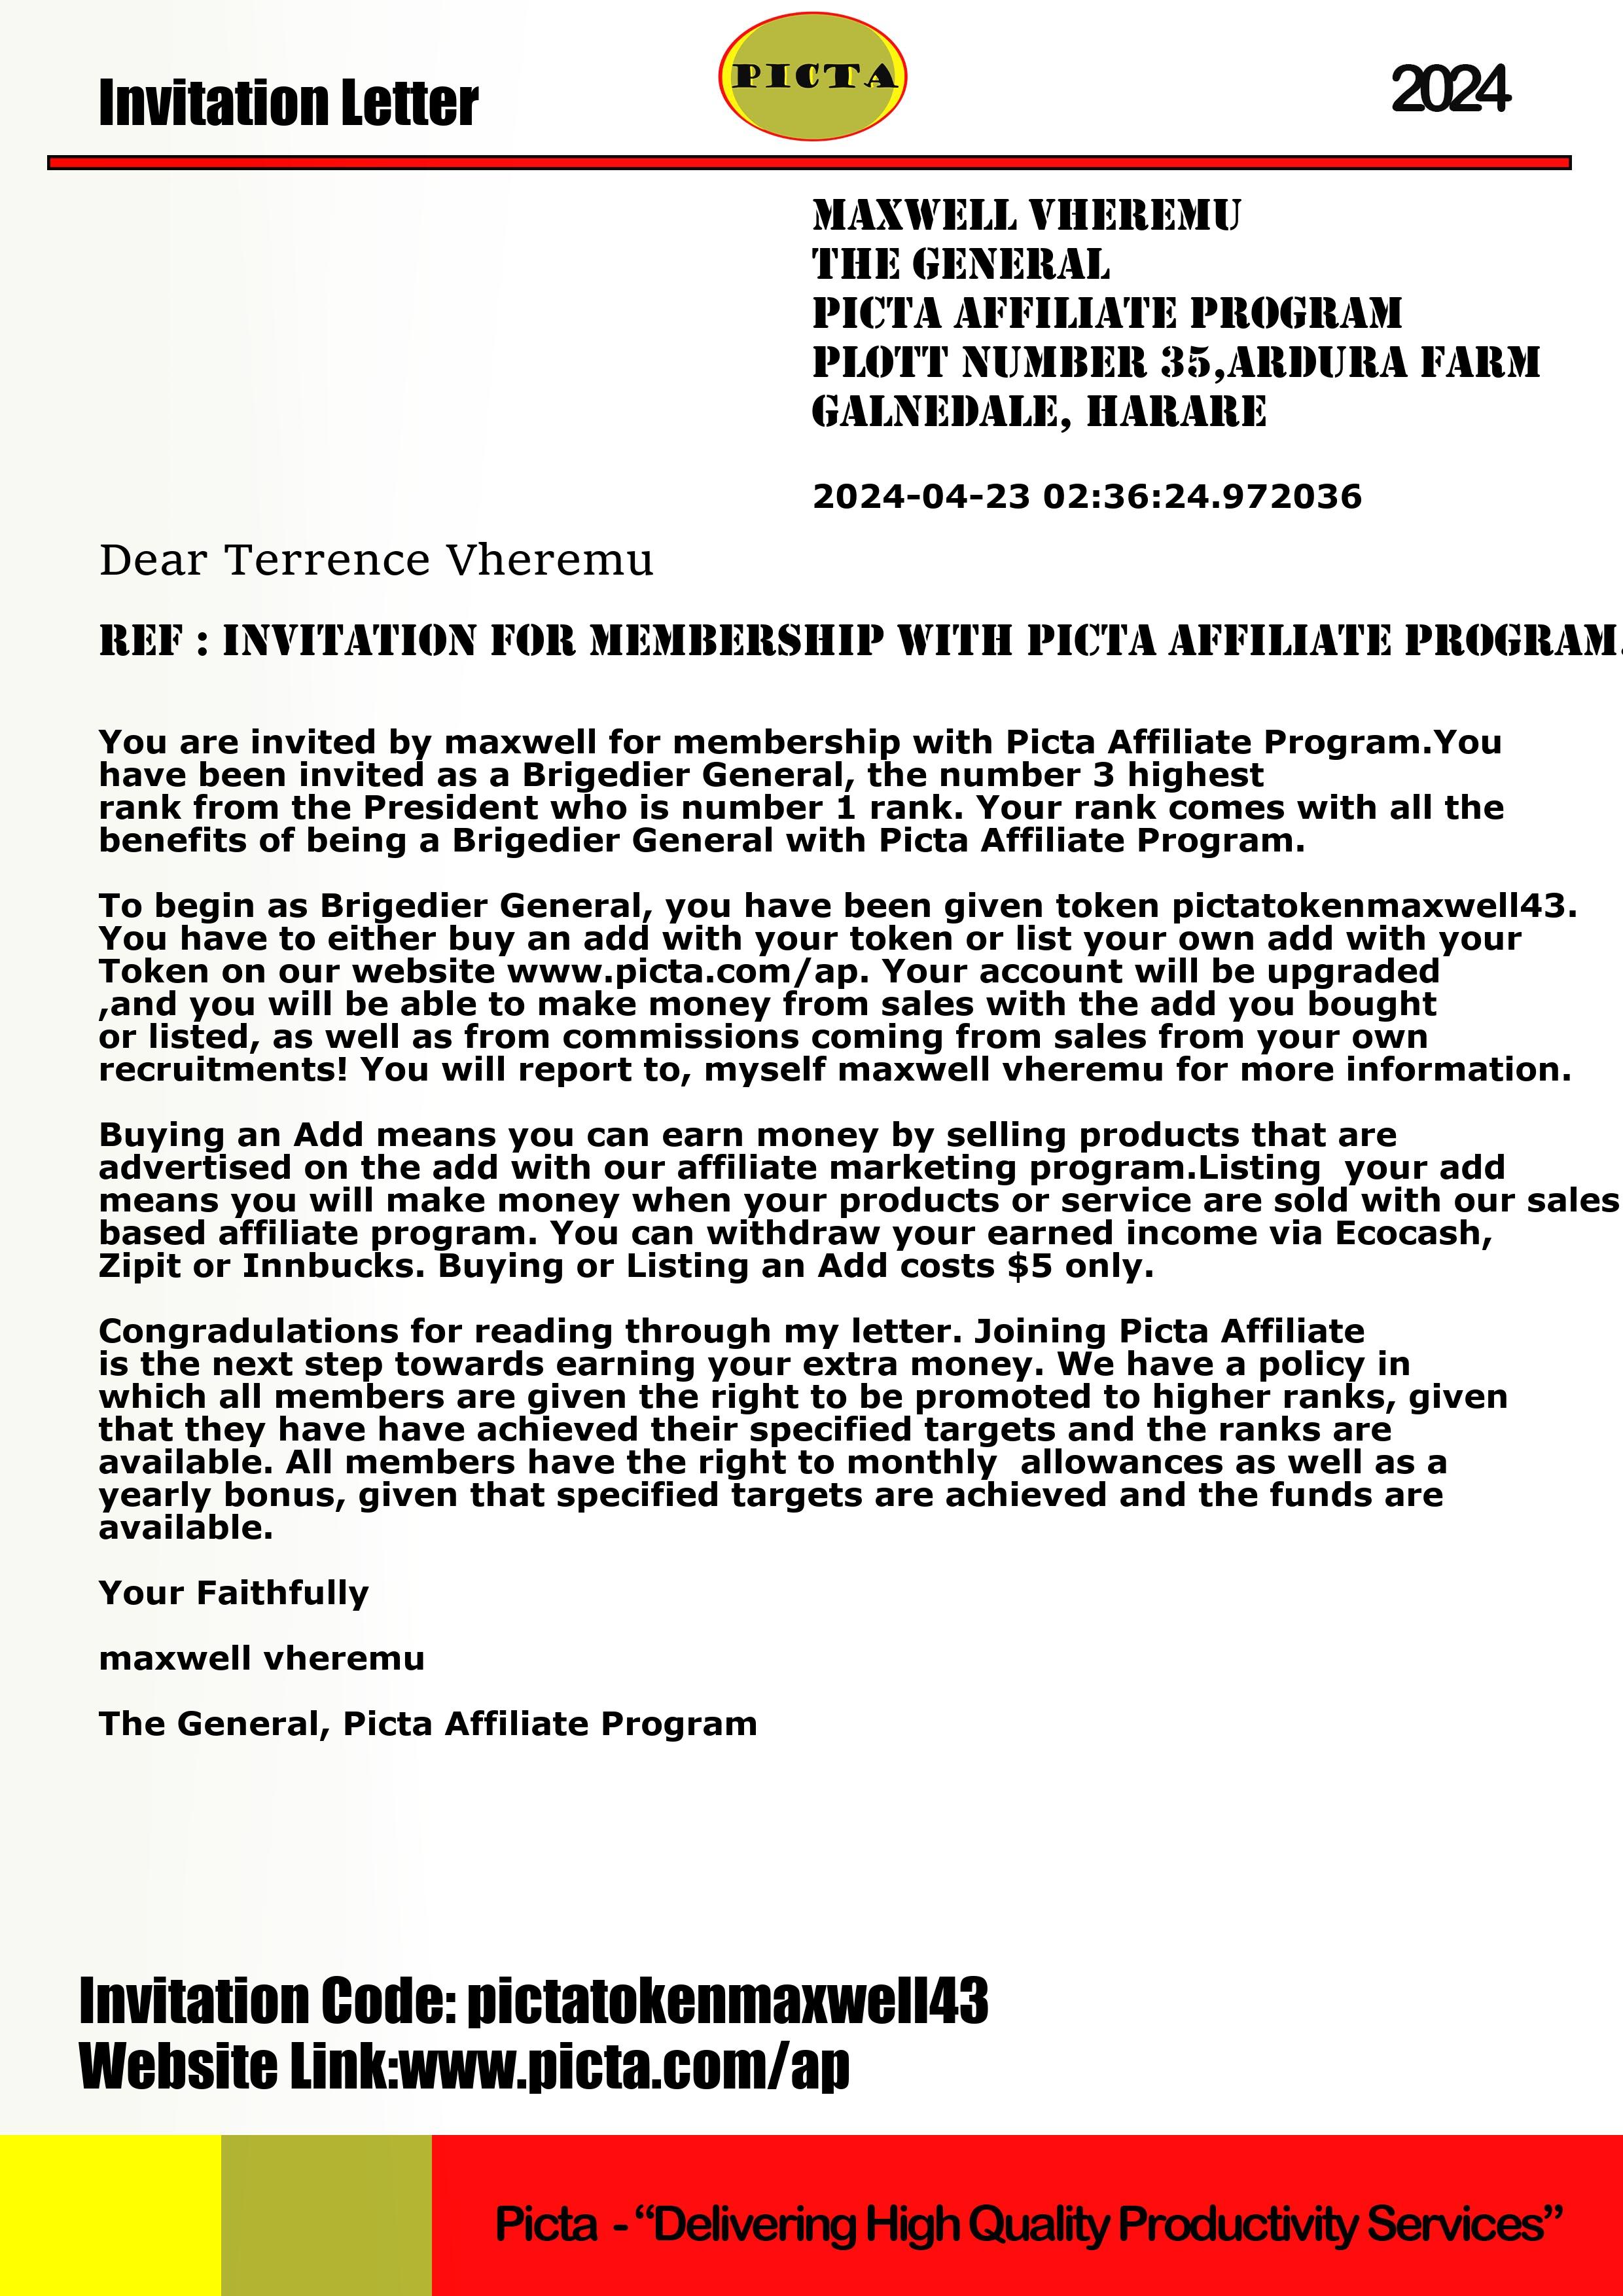 Invitation Letter
PICTA
2024
MAXWELL VHEREMU
THE GENERAL
PICTA AFFILIATE PROGRAM
PLOTT NUMBER 35,ARDURA FARM
GALNEDALE, HARARE
2024-04-23 02:36:24.972036
Dear Terrence Vheremu
REF : INVITATION FOR MEMBERSHIP WITH PICTA AFFILIATE PROGRAM.
You are invited by maxwell for membership with Picta Affiliate Program.You
have been invited as a Brigedier General, the number 3 highest
rank from the President who is number 1 rank. Your rank comes with all the
benefits of being a Brigedier General with Picta Affiliate Program.
To begin as Brigedier General, you have been given token pictatokenmaxwell43.
You have to either buy an add with your token or list your own add with your
Token on our website www.picta.com/ap. Your account will be upgraded
,and you will be able to make money from sales with the add you bought
or listed, as well as from commissions coming from sales from your own
recruitments! You will report to, myself maxwell vheremu for more information.
Buying an Add means you can earn money by selling products that are
advertised on the add with our affiliate marketing program.Listing  your add
means you will make money when your products or service are sold with our sales
based affiliate program. You can withdraw your earned income via Ecocash,
Zipit or Innbucks. Buying or Listing an Add costs $5 only.
Congradulations for reading through my letter. Joining Picta Affiliate
is the next step towards earning your extra money. We have a policy in
which all members are given the right to be promoted to higher ranks, given
that they have have achieved their specified targets and the ranks are
available. All members have the right to monthly  allowances as well as a
yearly bonus, given that specified targets are achieved and the funds are
available.
Your Faithfully
maxwell vheremu
The General, Picta Affiliate Program
Invitation Code: pictatokenmaxwell43
Website Link:www.picta.com/ap
Picta - “Delivering High Quality Productivity Services”